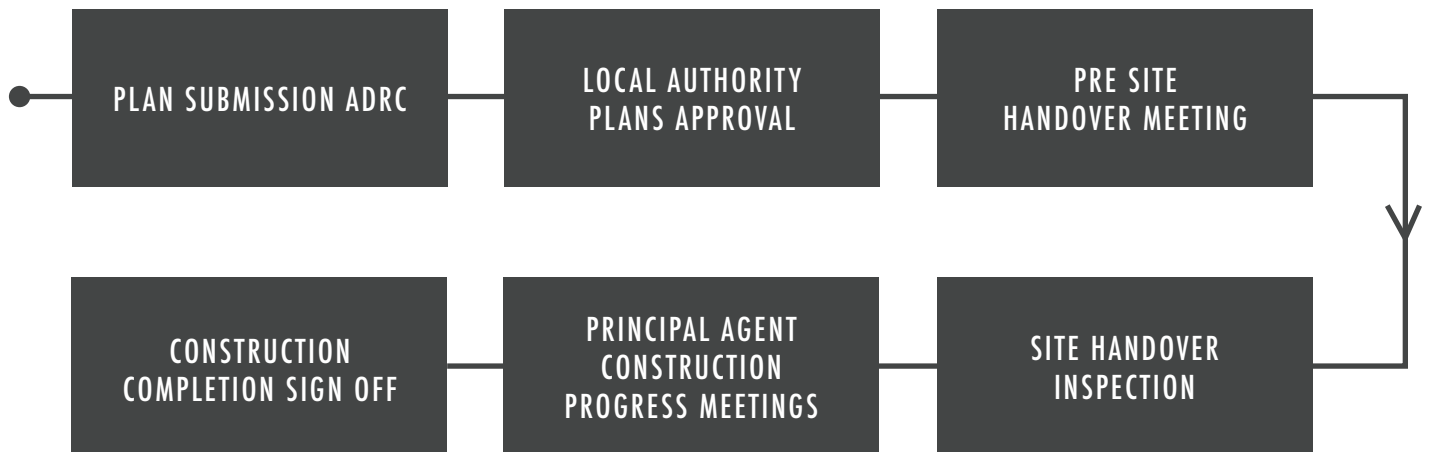 PLAN SUBMISSION ADRC
LOCAL AUTHORITY
PLANS APPROVAL
PRE SITE
HANDOVER MEETING
SITE HANDOVER
INSPECTION
PRINCIPAL AGENT
CONSTRUCTION
PROGRESS MEETINGS
CONSTRUCTION
COMPLETION SIGN OFF